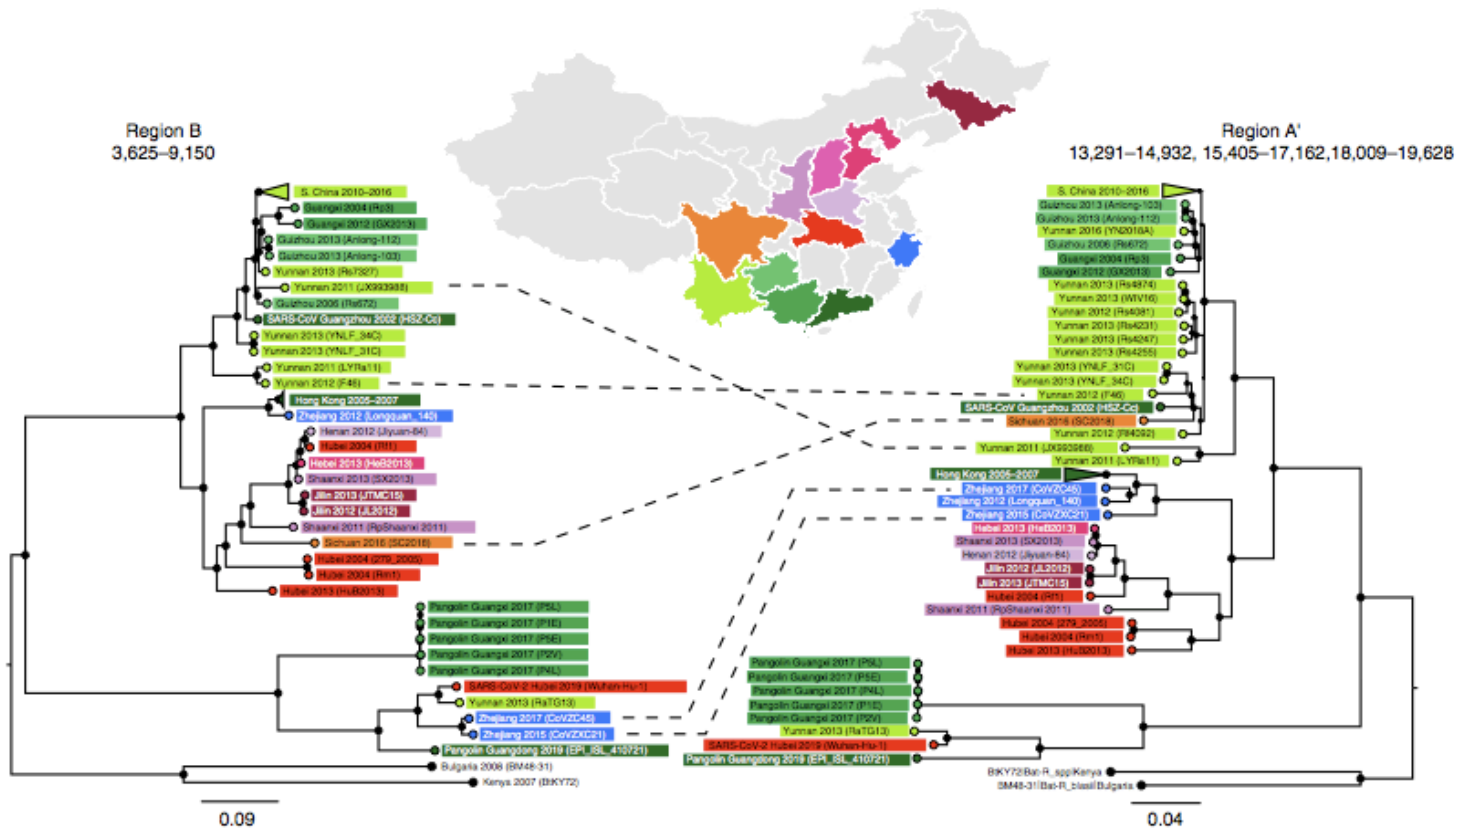 Region B
3,625–9,150
S. China 2010–2016
Guangxi 2004 (Rp3)
Guangxi 2012 (GX2013)
Guizhou 2013 (Anlong-112)
Guizhou 2013 (Anlong-103)
Yunnan 2013 (Rs7327)
Yunnan 2011 (JX993988)
Guizhou 2006 (Rs672)
SARS-CoV Guangzhou 2002 (HSZ-Cc)
Yunnan 2013 (YNLF_34C)
Yunnan 2013 (YNLF_31C)
Yunnan 2011 (LYRa11)
Yunnan 2012 (F46)
Hong Kong 2005–2007
Zhejiang 2012 (Longquan_140)
Henan 2012 (Jiyuan-84)
Hubei 2004 (Rf1)
Hebei 2013 (HeB2013)
Shaanxi 2013 (SX2013)
Jilin 2013 (JTMC15)
Jilin 2012 (JL2012)
Shaanxi 2011 (RpShaanxi 2011)
Sichuan 2016 (SC2018)
Hubei 2004 (279_2005)
Hubei 2004 (Rm1)
Hubei 2013 (HuB2013)
Pangolin Guangxi 2017 (P5L)
Pangolin Guangxi 2017 (P1E)
Pangolin Guangxi 2017 (P5E)
Pangolin Guangxi 2017 (P2V)
Pangolin Guangxi 2017 (P4L)
SARS-CoV-2 Hubei 2019 (Wuhan-Hu-1)
Yunnan 2013 (RaTG13)
Zhejiang 2017 (CoVZC45)
Zhejiang 2015 (CoVZXC21)
Pangolin Guangdong 2019 (EPI_ISL_410721)
Bulgaria 2008 (BM48-31)
Kenya 2007 (BtKY72)
0.09
Region A'
13,291–14,932, 15,405–17,162,18,009–19,628
S. China 2010–2016
Guizhou 2013 (Anlong-103)
Guizhou 2013 (Anlong-112)
Yunnan 2016 (YN2018A)
Guizhou 2006 (Rs672)
Guangxi 2004 (Rp3)
Guangxi 2012 (GX2013)
Yunnan 2013 (Rs4874)
Yunnan 2013 (WIV16)
Yunnan 2012 (Rs4081)
Yunnan 2013 (Rs4231)
Yunnan 2013 (Rs4247)
Yunnan 2013 (Rs4255)
Yunnan 2013 (YNLF_31C)
Yunnan 2013 (YNLF_34C)
Yunnan 2012 (F46)
SARS-CoV Guangzhou 2002 (HSZ-Cc)
Sichuan 2016 (SC2018)
Yunnan 2012 (Rf4092)
Yunnan 2011 (JX993988)
Yunnan 2011 (LYRa11)
Hong Kong 2005–2007
Zhejiang 2017 (CoVZC45)
Zhejiang 2012 (Longquan_140)
Zhejiang 2015 (CoVZXC21)
Hebei 2013 (HeB2013)
Shaanxi 2013 (SX2013)
Henan 2012 (Jiyuan-84)
Jilin 2012 (JL2012)
Jilin 2013 (JTMC15)
Hubei 2004 (Rf1)
Shaanxi 2011 (RpShaanxi 2011)
Hubei 2004 (279_2005)
Hubei 2004 (Rm1)
Hubei 2013 (HuB2013)
Pangolin Guangxi 2017 (P5L)
Pangolin Guangxi 2017 (P5E)
Pangolin Guangxi 2017 (P4L)
Pangolin Guangxi 2017 (P1E)
Pangolin Guangxi 2017 (P2V)
Yunnan 2013 (RaTG13)
SARS-CoV-2 Hubei 2019 (Wuhan-Hu-1)
Pangolin Guangdong 2019 (EPI_ISL_410721)
BtKY72|Bat-R_spp|Kenya
BM48-31|Bat-R_blasii|Bulgaria
0.04